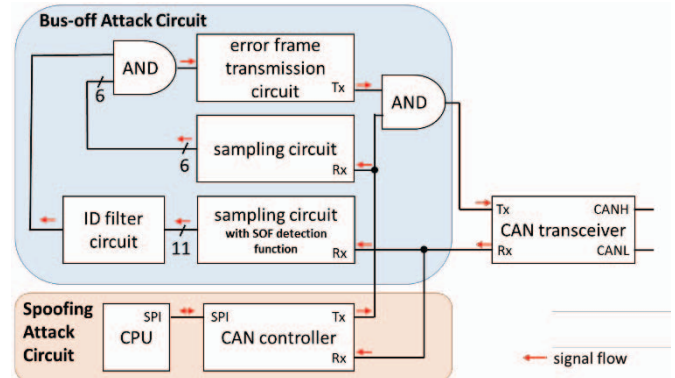 Bus-off Attack Circuit
error frame
transmission
circuit
Tx
AND
6
AND
sampling circuit
Rx
6
ID filter
circuit
11
sampling circuit
with SOF detection
function
Rx
Tx
CANH
CAN transceiver
Rx
CANL
Spoofing
Attack
Circuit
SPI
CPU
SPI
Tx
CAN controller
Rx
signal flow